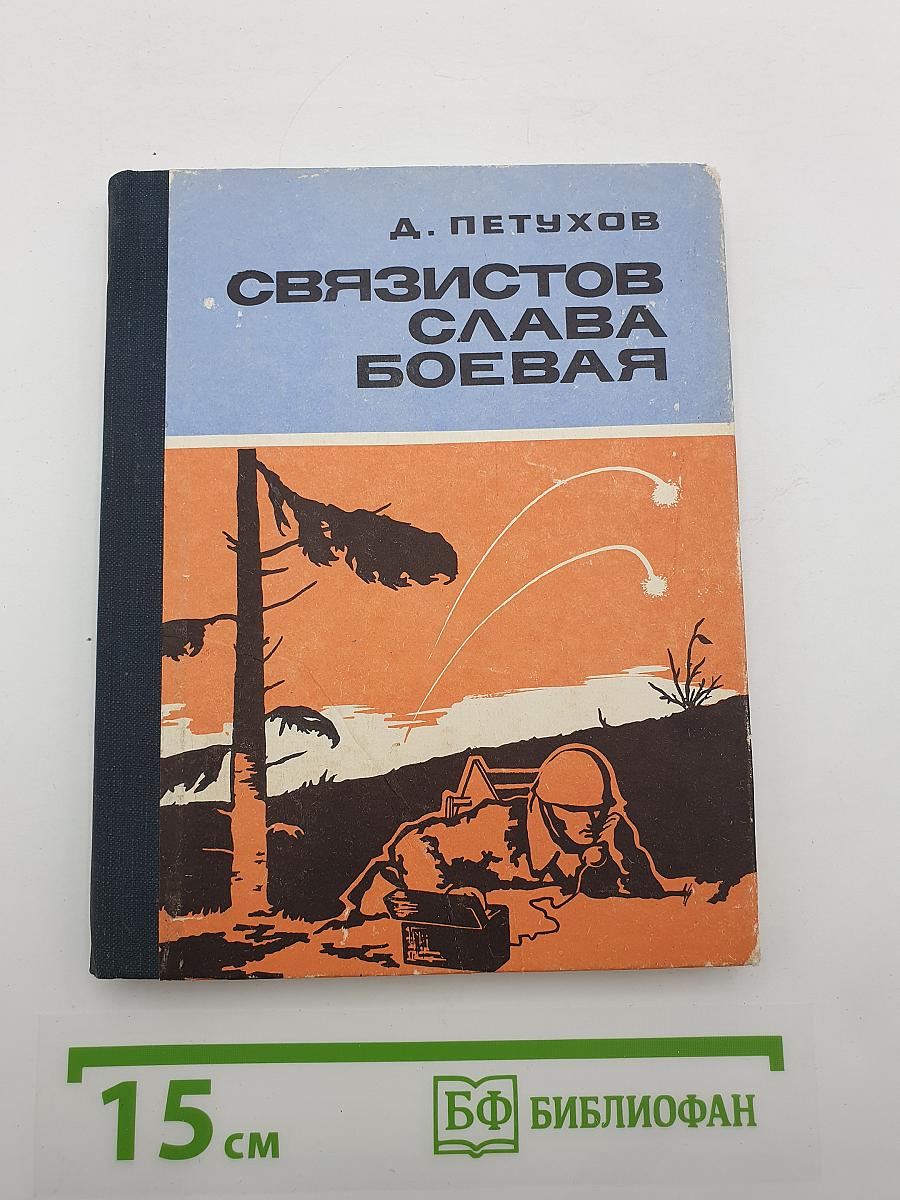 Д. ПЕТУХОВ
СВЯЗИСТОВ
СЛАВА
БОЕВАЯ
15 см
БФ БИБЛИОФАН